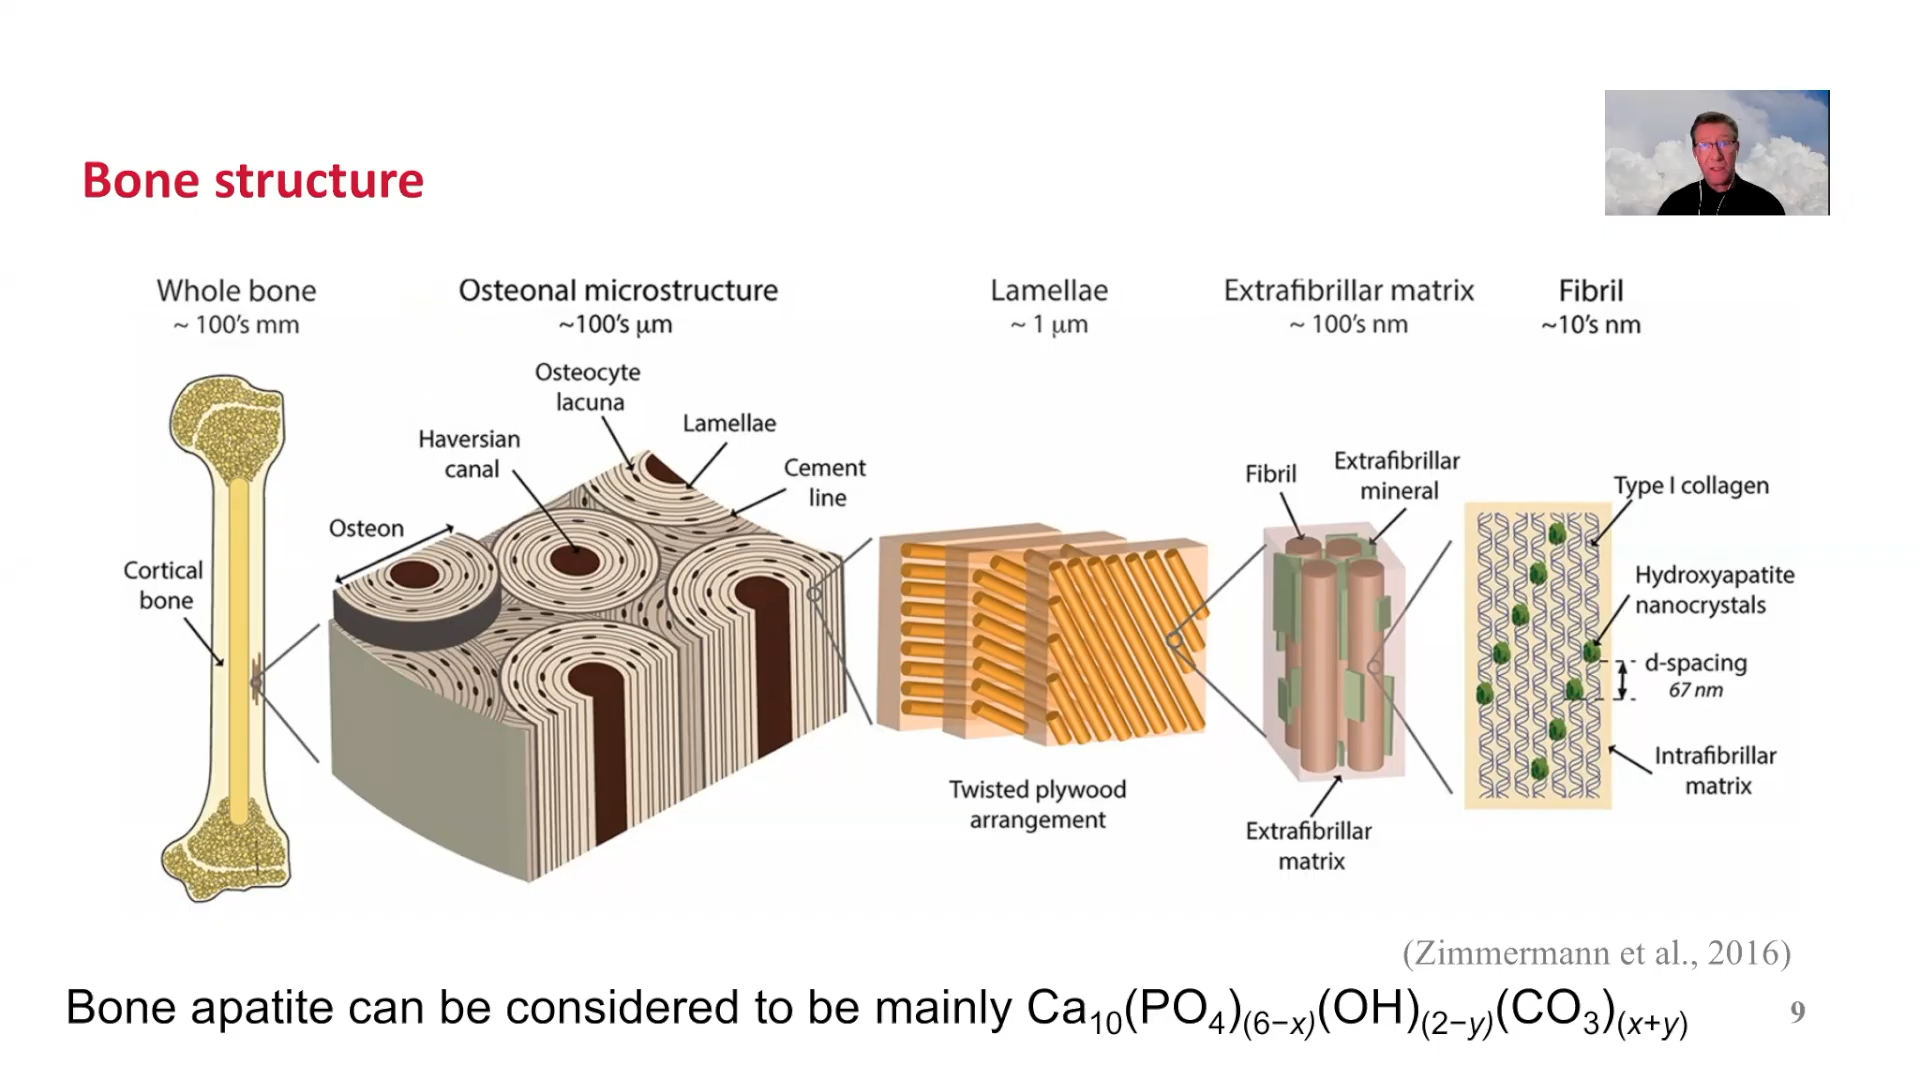 Bone structure
Whole bone
~ 100's mm
Osteonal microstructure
~100's μm
Lamellae
~ 1 μm
Extrafibrillar matrix
~ 100's nm
Fibril
~10's nm
Cortical
bone
Osteon
Haversian
canal
Osteocyte
lacuna
Lamellae
Cement
line
Twisted plywood
arrangement
Fibril
Extrafibrillar
mineral
Extrafibrillar
matrix
Type I collagen
Hydroxyapatite
nanocrystals
d-spacing
67 nm
Intrafibrillar
matrix
(Zimmermann et al., 2016)
Bone apatite can be considered to be mainly Ca₁₀(PO₄)₍₆₋ₓ₎(OH)₍₂₋y₎(CO₃)₍ₓ₊y₎
9